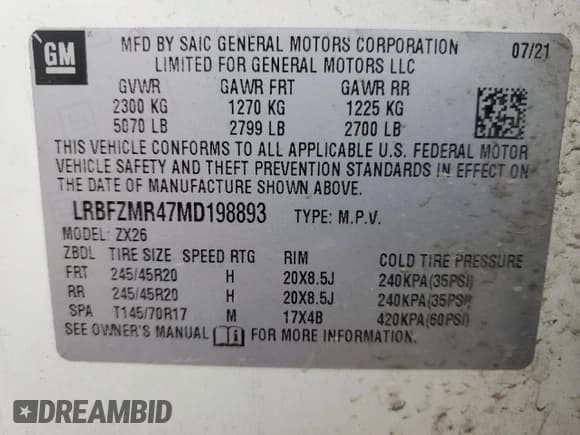 GM
MFD BY SAIC GENERAL MOTORS CORPORATION 07/21
LIMITED FOR GENERAL MOTORS LLC
GVWR GAWR FRT GAWR RR
2300 KG 1270 KG 1225 KG
5070 LB 2799 LB 2700 LB
THIS VEHICLE CONFORMS TO ALL APPLICABLE U.S. FEDERAL MOTOR
VEHICLE SAFETY AND THEFT PREVENTION STANDARDS IN EFFECT ON
THE DATE OF MANUFACTURE SHOWN ABOVE.
LRBFZMR47MD198893 TYPE: M.P.V.
MODEL: ZX26
ZBDL TIRE SIZE SPEED RTG RIM COLD TIRE PRESSURE
FRT 245/45R20 H 20X8.5J 240KPA(35PSI)
RR 245/45R20 H 20X8.5J 240KPA(35PSI)
SPA T145/70R17 M 17X4B 420KPA(60PSI)
SEE OWNER'S MANUAL FOR MORE INFORMATION.
DREAMBID